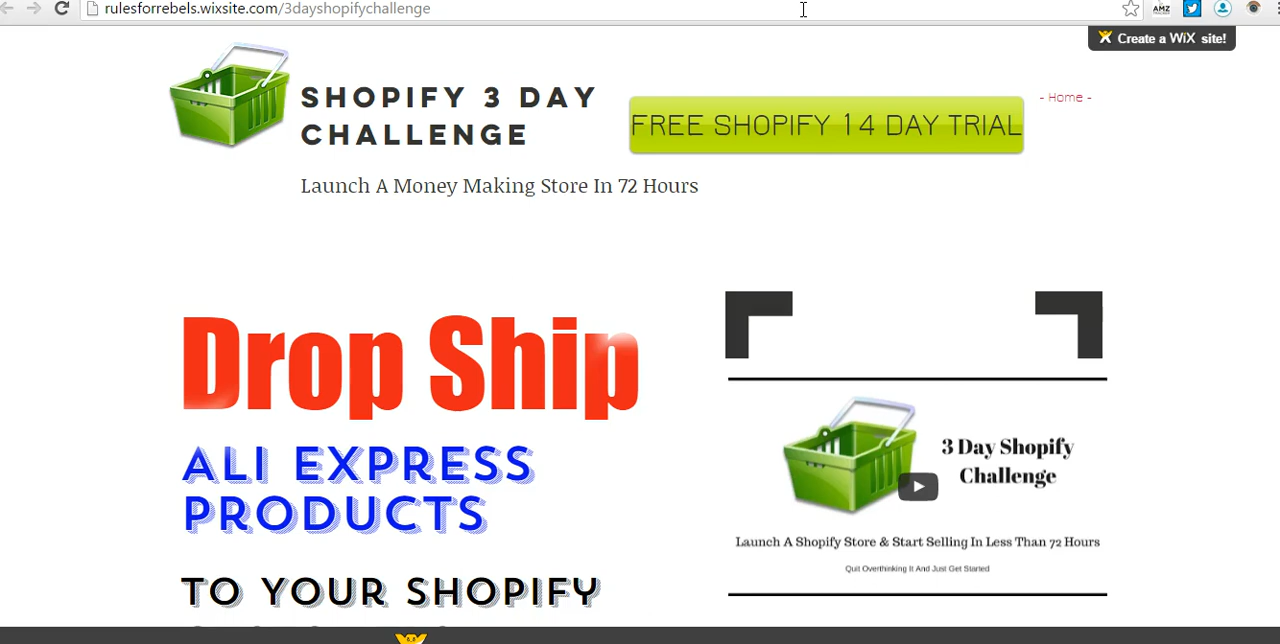 rulesforrebels.wixsite.com/3dayshopifychallenge
AMZ
Create a WiX site!
SHOPIFY 3 DAY
CHALLENGE
FREE SHOPIFY 14 DAY TRIAL
- Home -
Launch A Money Making Store In 72 Hours
Drop Ship
ALI EXPRESS
PRODUCTS
TO YOUR SHOPIFY
3 Day Shopify
Challenge
Launch A Shopify Store & Start Selling In Less Than 72 Hours
Quit Overthinking It And Just Get Started